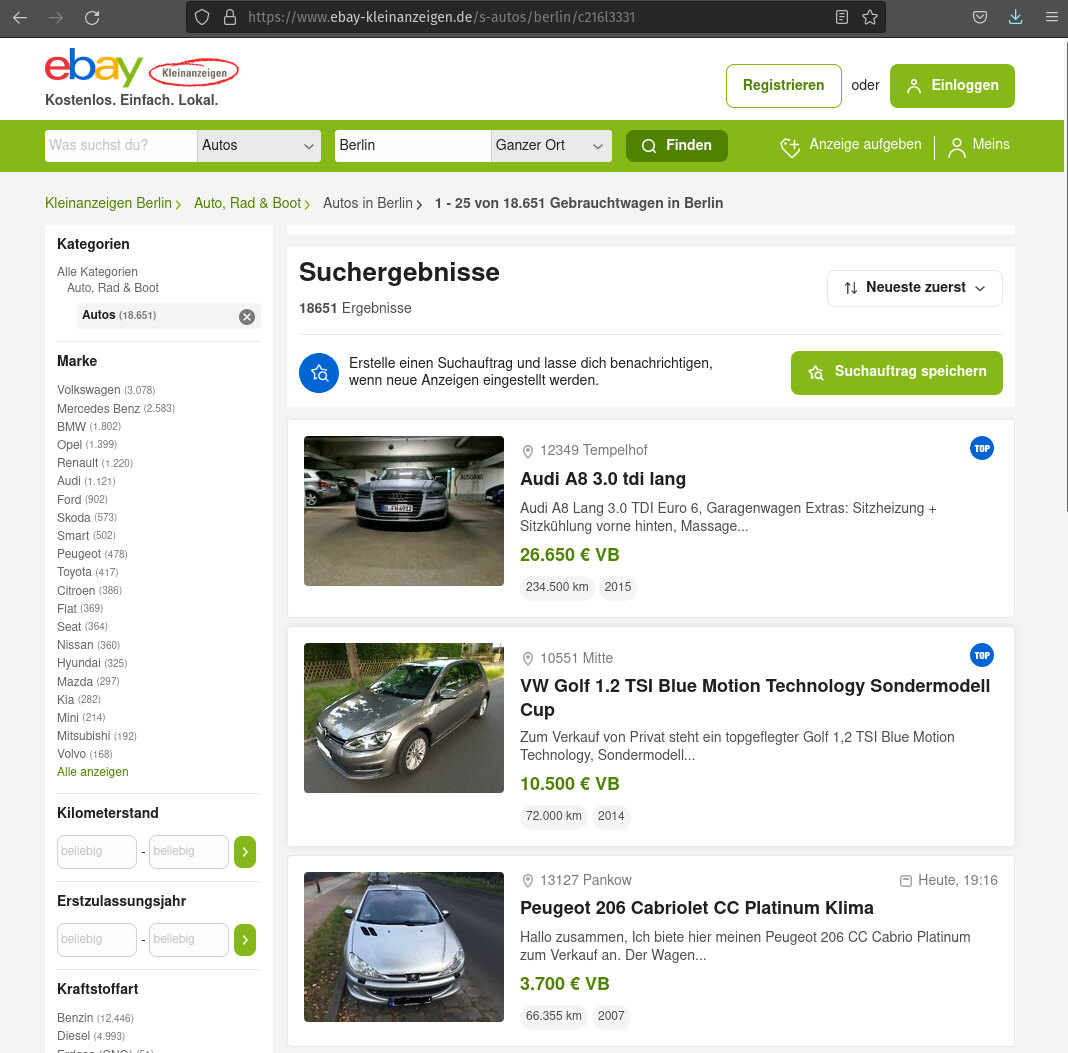 https://www.ebay-kleinanzeigen.de/s-autos/berlin/c216l3331
ebay Kleinanzeigen
Kostenlos. Einfach. Lokal.
Registrieren oder Einloggen
Was suchst du? Autos Berlin Ganzer Ort Finden Anzeige aufgeben Meins
Kleinanzeigen Berlin Auto, Rad & Boot Autos in Berlin 1 - 25 von 18.651 Gebrauchtwagen in Berlin
Kategorien
Alle Kategorien
Auto, Rad & Boot
Autos (18.651)
Marke
Volkswagen (3.078)
Mercedes Benz (2.583)
BMW (1.802)
Opel (1.399)
Renault (1.220)
Audi (1.121)
Ford (902)
Skoda (573)
Smart (502)
Peugeot (478)
Toyota (417)
Citroen (386)
Fiat (369)
Seat (364)
Nissan (360)
Hyundai (325)
Mazda (297)
Kia (282)
Mini (214)
Mitsubishi (192)
Volvo (168)
Alle anzeigen
Kilometerstand
beliebig - beliebig
Erstzulassungsjahr
beliebig - beliebig
Kraftstoffart
Benzin (12.446)
Diesel (4.993)
Suchergebnisse
18651 Ergebnisse
Neueste zuerst
Erstelle einen Suchauftrag und lasse dich benachrichtigen,
wenn neue Anzeigen eingestellt werden.
Suchauftrag speichern
12349 Tempelhof
TOP
Audi A8 3.0 tdi lang
Audi A8 Lang 3.0 TDI Euro 6, Garagenwagen Extras: Sitzheizung +
Sitzkühlung vorne hinten, Massage...
26.650 € VB
234.500 km 2015
10551 Mitte
TOP
VW Golf 1.2 TSI Blue Motion Technology Sondermodell
Cup
Zum Verkauf von Privat steht ein topgeflegter Golf 1,2 TSI Blue Motion
Technology, Sondermodell...
10.500 € VB
72.000 km 2014
13127 Pankow
Heute, 19:16
Peugeot 206 Cabriolet CC Platinum Klima
Hallo zusammen, Ich biete hier meinen Peugeot 206 CC Cabrio Platinum
zum Verkauf an. Der Wagen...
3.700 € VB
66.355 km 2007